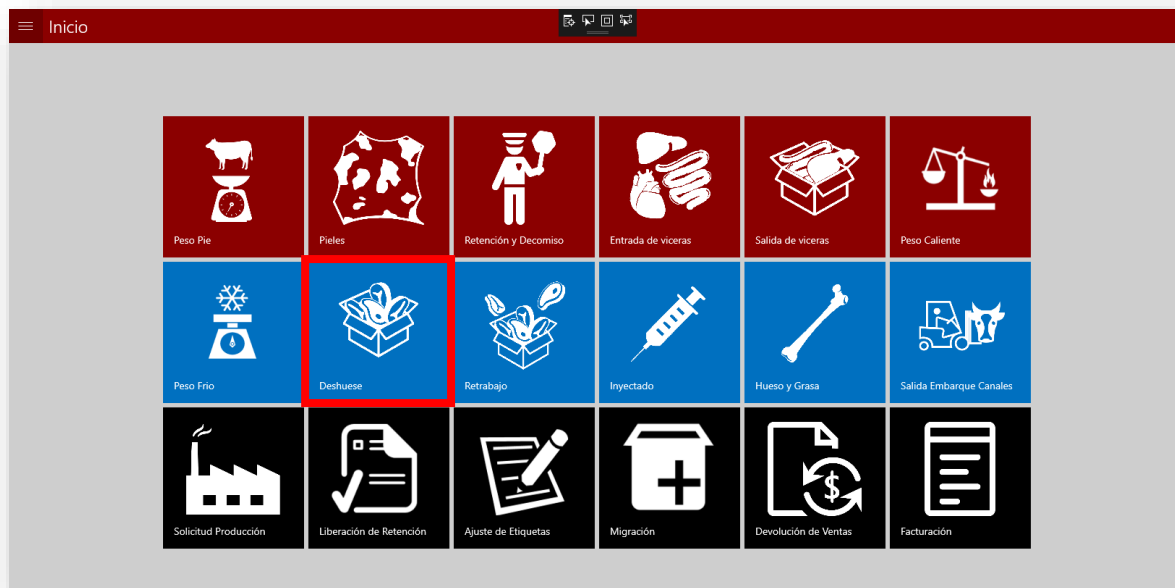 Inicio
Peso Pie
Pieles
Retención y Decomiso
Entrada de viceras
Salida de viceras
Peso Caliente
Peso Frio
Deshuese
Retrabajo
Inyectado
Hueso y Grasa
Salida Embarque Canales
Solicitud Producción
Liberación de Retención
Ajuste de Etiquetas
Migración
Devolución de Ventas
Facturación